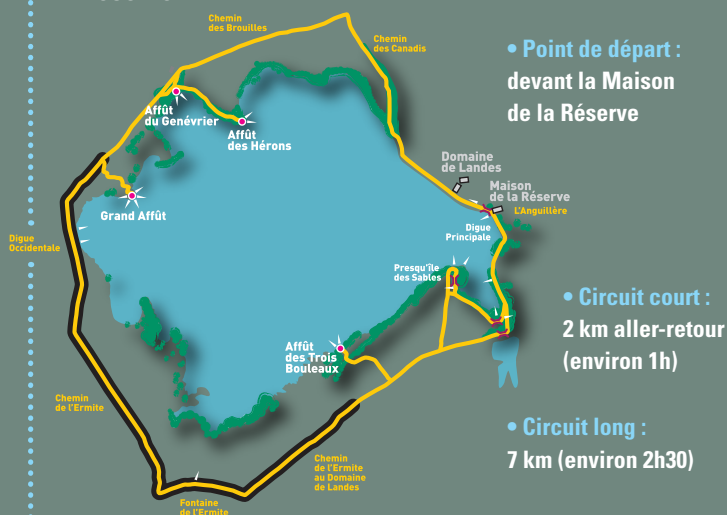 Chemin
des Brouilles
Chemin
des Canadis
Affût
du Genévrier
Affût
des Hérons
Grand Affût
Digue
Occidentale
Domaine
de Landes
Maison
de la Réserve
L'Anguillère
Digue
Principale
Presqu'île
des Sables
Affût
des Trois
Bouleaux
Chemin
de l'Ermite
Chemin
de l'Ermite
au Domaine
de Landes
Fontaine
de l'Ermite
• Point de départ :
devant la Maison
de la Réserve
• Circuit court :
2 km aller-retour
(environ 1h)
• Circuit long :
7 km (environ 2h30)